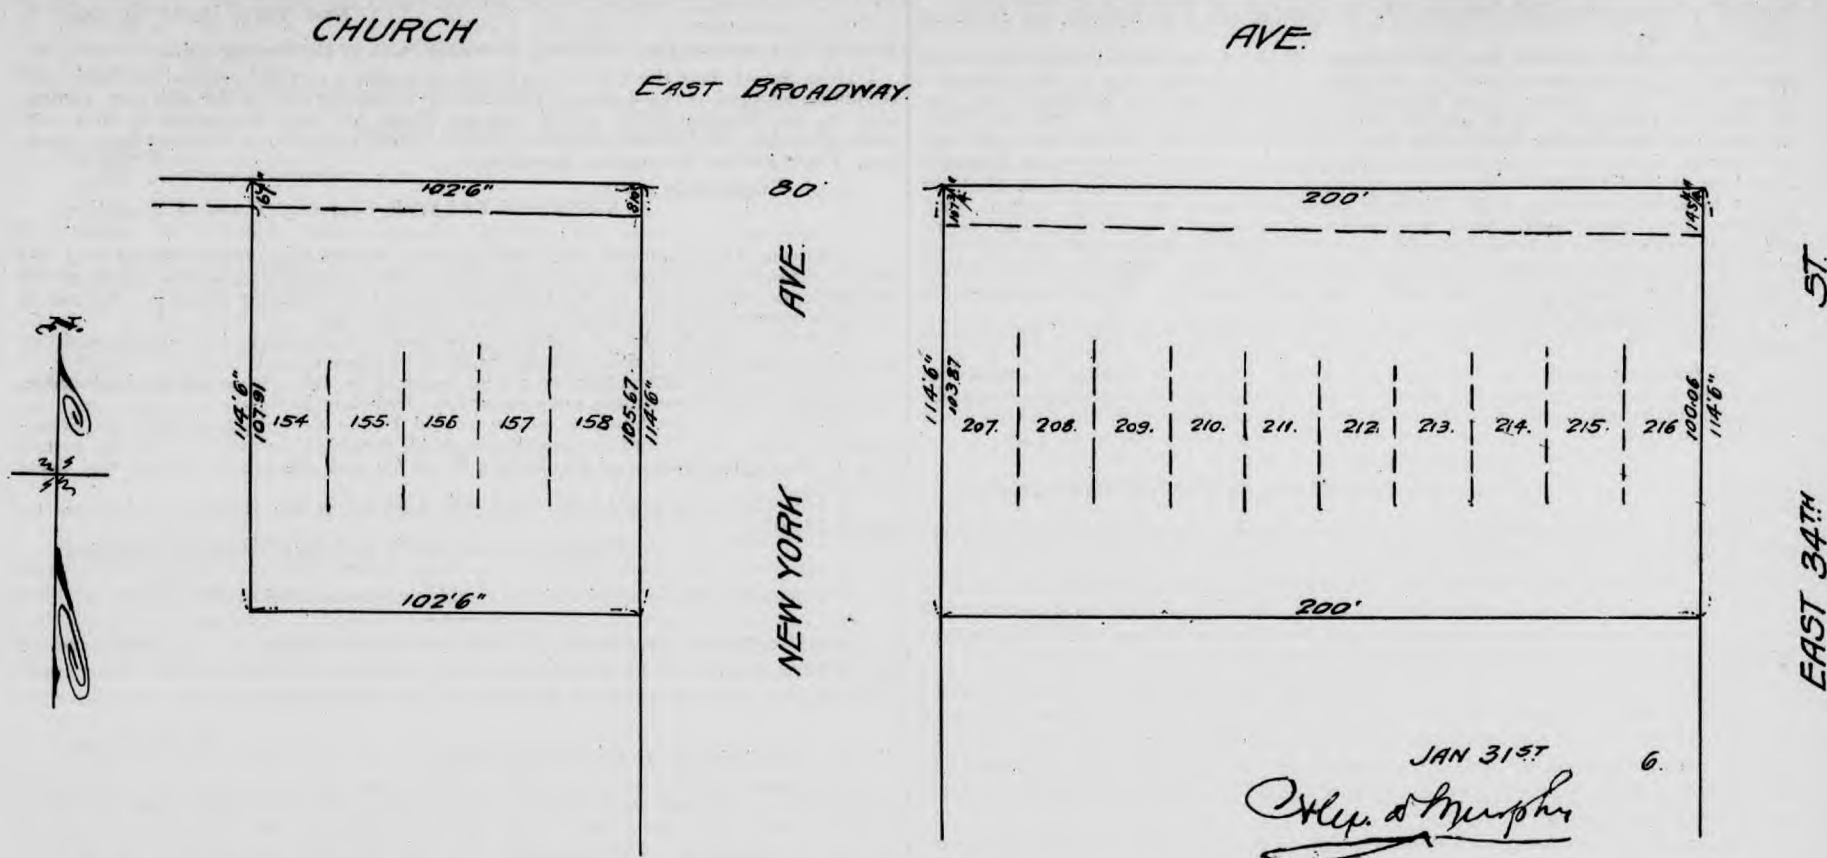 CHURCH AVE.
EAST BROADWAY.
102'6"
80'
200'
AVE.
ST.
114'6"
107.91
154 155. 156 157 158
105.67
114'6"
114'6"
103.87
207. 208. 209. 210. 211. 212. 213. 214. 215. 216
100.06
114'6"
NEW YORK
EAST 34TH
102'6"
200'
JAN 31ST 6.
Murphy